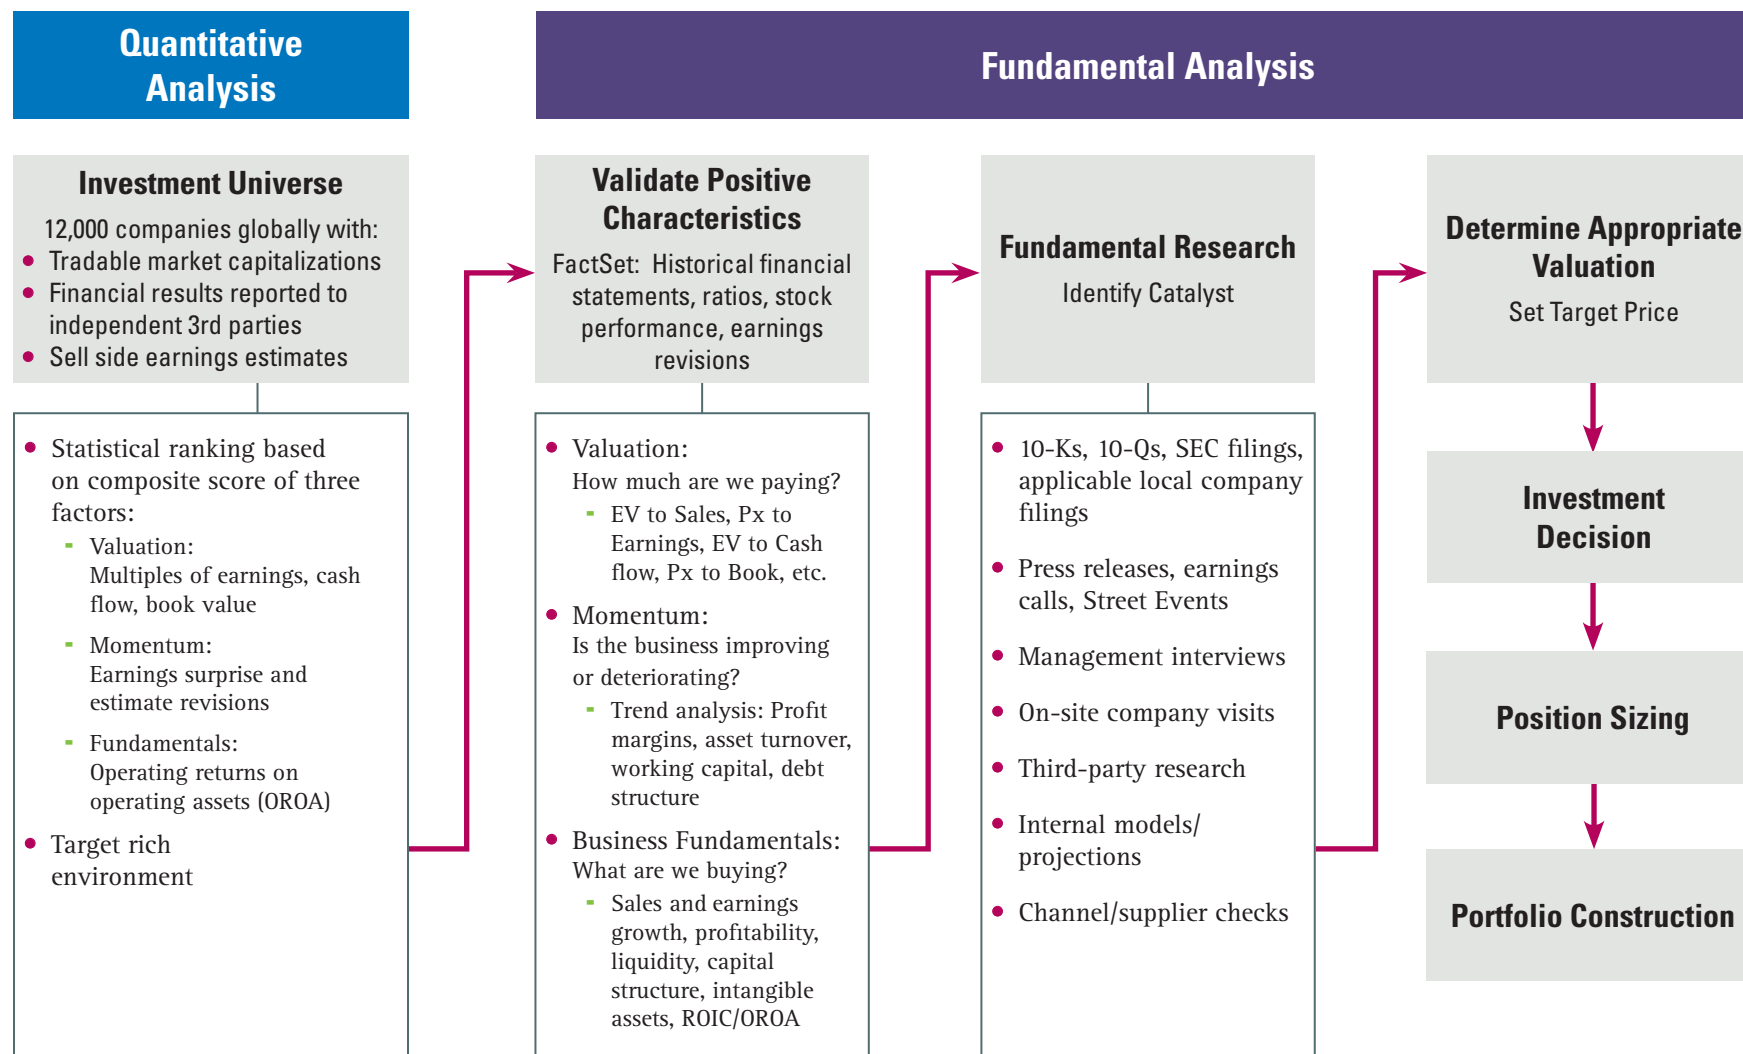 Quantitative
Analysis
Fundamental Analysis
Investment Universe
12,000 companies globally with:
• Tradable market capitalizations
• Financial results reported to
independent 3rd parties
• Sell side earnings estimates
• Statistical ranking based
on composite score of three
factors:
- Valuation:
Multiples of earnings, cash
flow, book value
- Momentum:
Earnings surprise and
estimate revisions
- Fundamentals:
Operating returns on
operating assets (OROA)
• Target rich
environment
Validate Positive
Characteristics
FactSet: Historical financial
statements, ratios, stock
performance, earnings
revisions
• Valuation:
How much are we paying?
- EV to Sales, Px to
Earnings, EV to Cash
flow, Px to Book, etc.
• Momentum:
Is the business improving
or deteriorating?
- Trend analysis: Profit
margins, asset turnover,
working capital, debt
structure
• Business Fundamentals:
What are we buying?
- Sales and earnings
growth, profitability,
liquidity, capital
structure, intangible
assets, ROIC/OROA
Fundamental Research
Identify Catalyst
• 10-Ks, 10-Qs, SEC filings,
applicable local company
filings
• Press releases, earnings
calls, Street Events
• Management interviews
• On-site company visits
• Third-party research
• Internal models/
projections
• Channel/supplier checks
Determine Appropriate
Valuation
Set Target Price
Investment
Decision
Position Sizing
Portfolio Construction